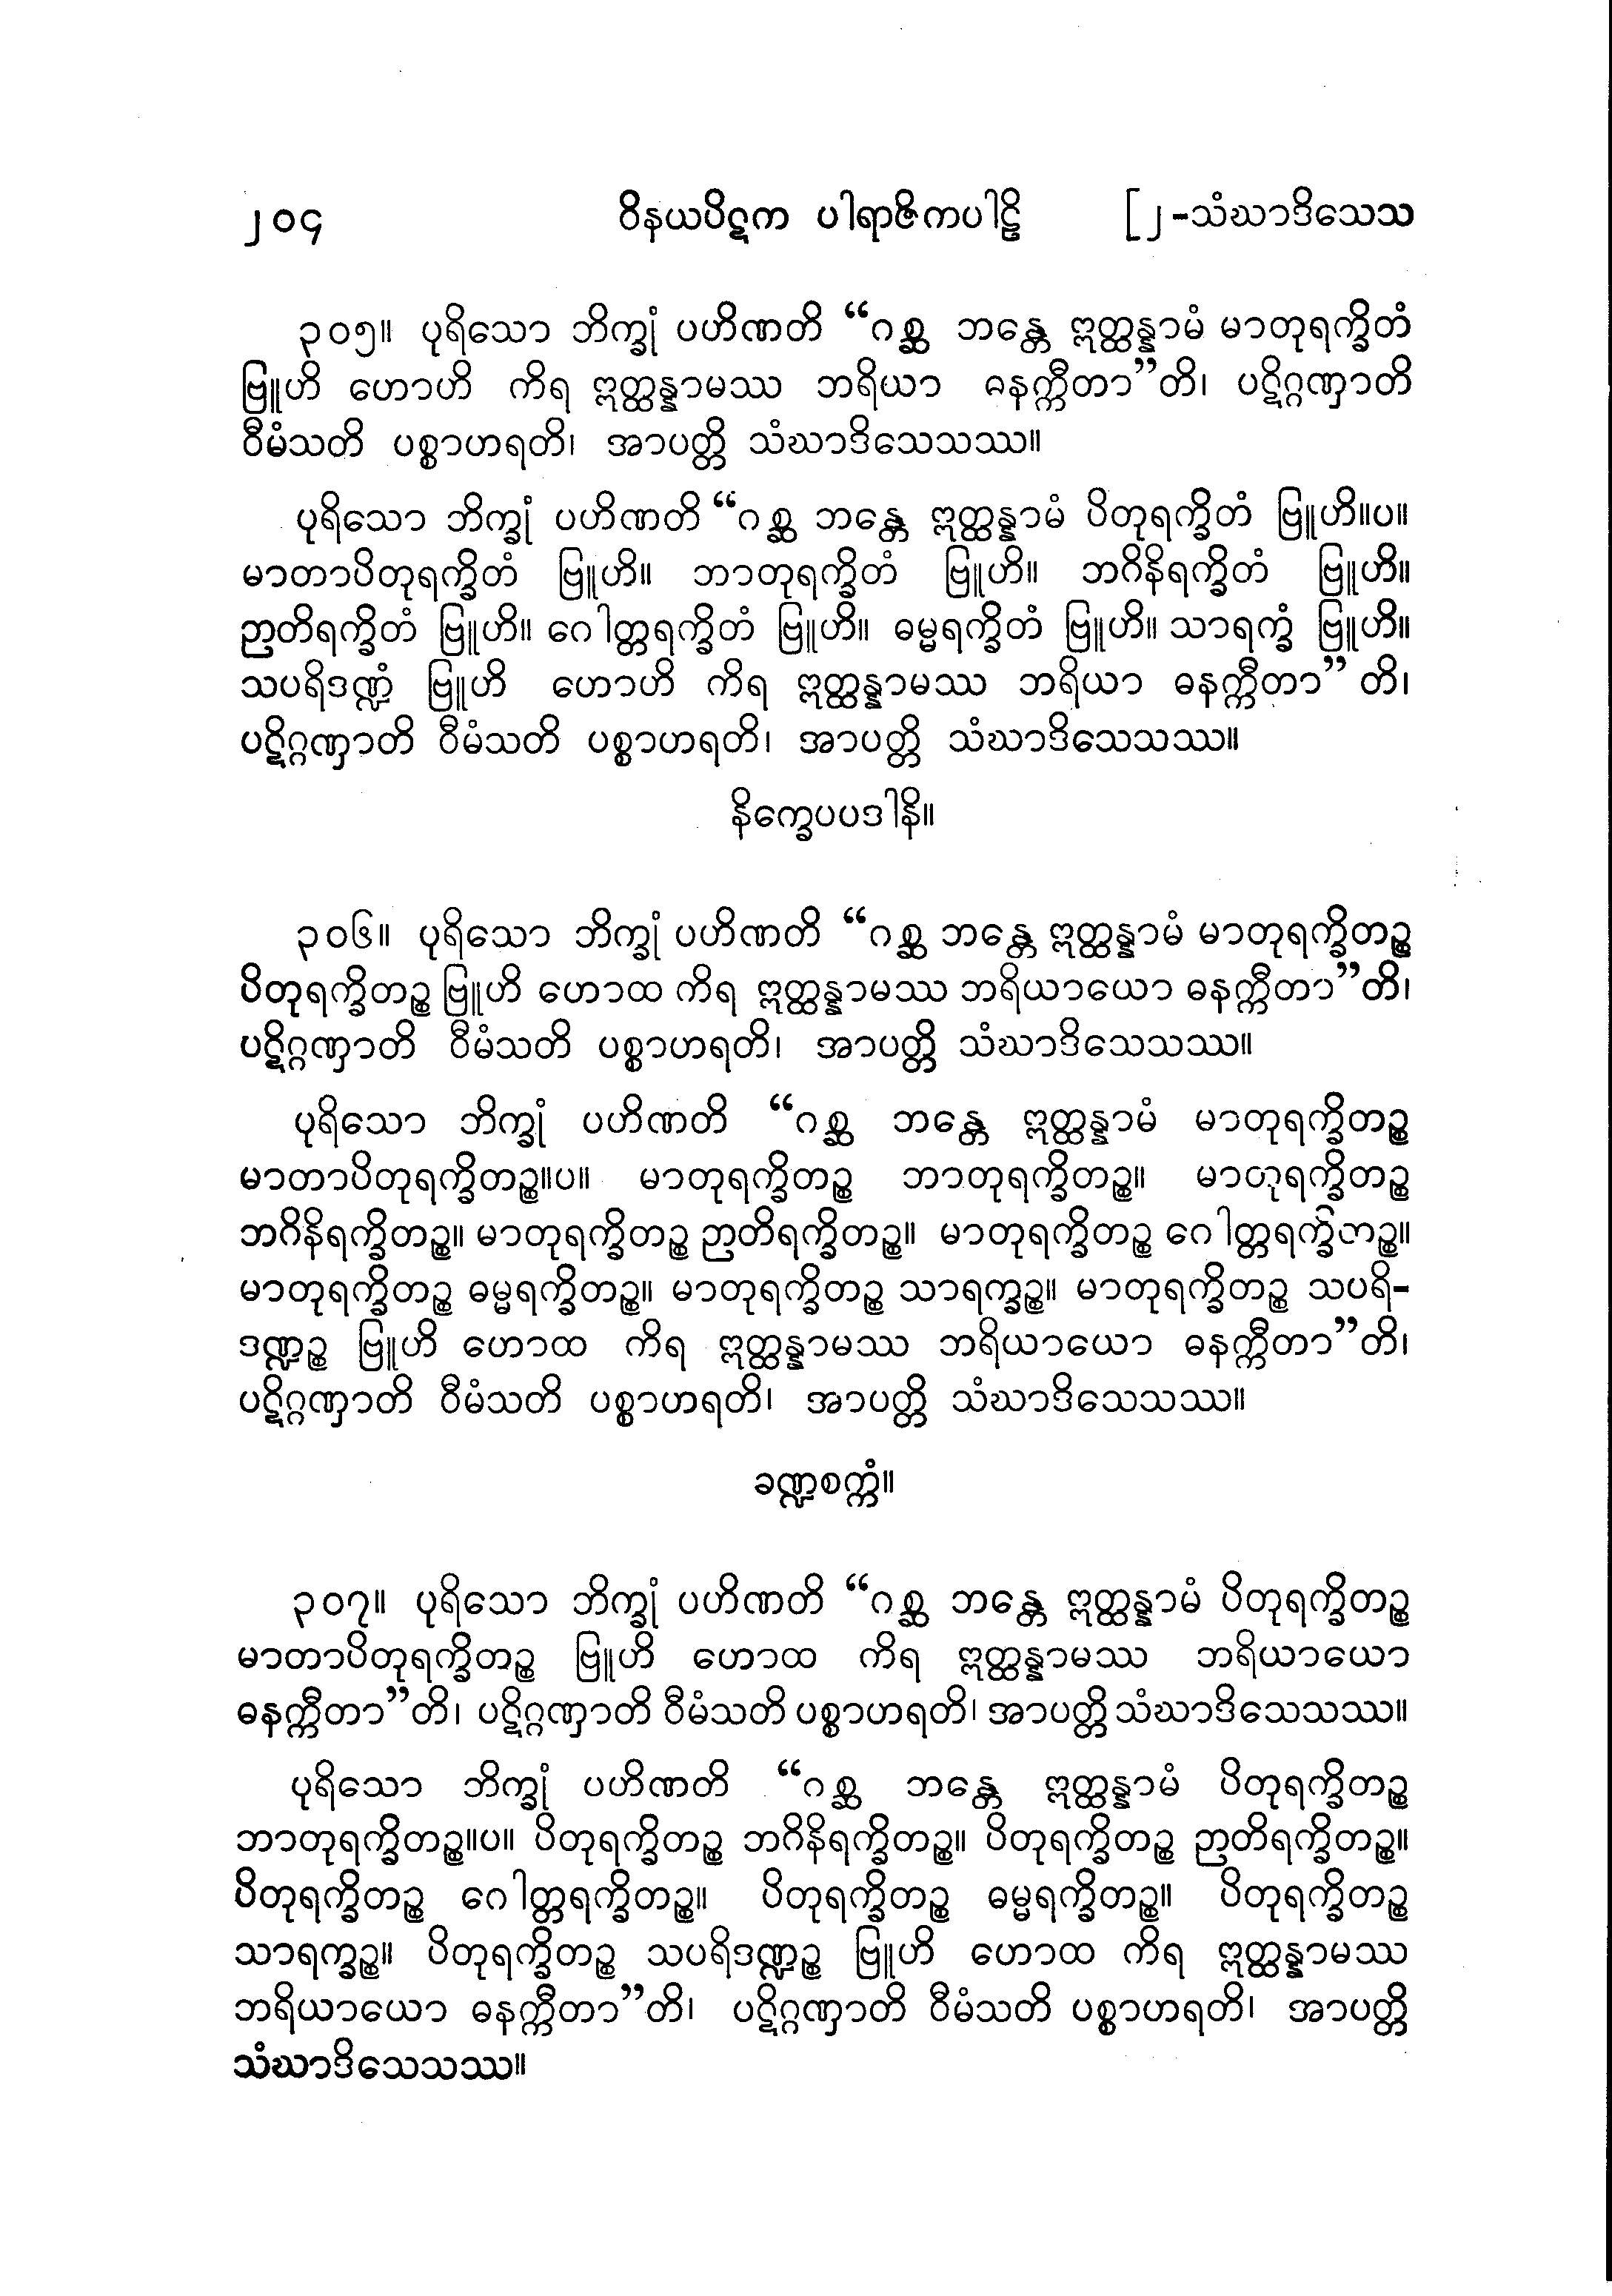 ၂၀၄ ဝိနယပိဋက ပါရာဇိကပါဠိ [၂-သံဃာဒိသေသ
၃၀၅။ ပုရိသော ဘိက္ခုံ ပဟိဏတိ “ဂစ္ဆ ဘန္တေ ဣတ္ထန္နာမံ မာတုရက္ခိတံ
ဗြူဟိ ဟောဟိ ကိရ ဣတ္ထန္နာမဿ ဘရိယာ ဓနက္ကီတာ”တိ၊ ပဋိဂ္ဂဏှာတိ
ဝီမံသတိ ပစ္စာဟရတိ၊ အာပတ္တိ သံဃာဒိသေသဿ။
ပုရိသော ဘိက္ခုံ ပဟိဏတိ “ဂစ္ဆ ဘန္တေ ဣတ္ထန္နာမံ ပိတုရက္ခိတံ ဗြူဟိ။ပ။
မာတာပိတုရက္ခိတံ ဗြူဟိ။ ဘာတုရက္ခိတံ ဗြူဟိ။ ဘဂိနိရက္ခိတံ ဗြူဟိ။
ဉာတိရက္ခိတံ ဗြူဟိ။ ဂေါတ္တရက္ခိတံ ဗြူဟိ။ ဓမ္မရက္ခိတံ ဗြူဟိ။ သာရက္ခံ ဗြူဟိ။
သပရိဒဏ္ဍံ ဗြူဟိ ဟောဟိ ကိရ ဣတ္ထန္နာမဿ ဘရိယာ ဓနက္ကီတာ”တိ၊
ပဋိဂ္ဂဏှာတိ ဝီမံသတိ ပစ္စာဟရတိ၊ အာပတ္တိ သံဃာဒိသေသဿ။
နိက္ခေပပဒါနိ။
၃၀၆။ ပုရိသော ဘိက္ခုံ ပဟိဏတိ “ဂစ္ဆ ဘန္တေ ဣတ္ထန္နာမံ မာတုရက္ခိတဉ္စ
ပိတုရက္ခိတဉ္စ ဗြူဟိ ဟောထ ကိရ ဣတ္ထန္နာမဿ ဘရိယာယော ဓနက္ကီတာ”တိ၊
ပဋိဂ္ဂဏှာတိ ဝီမံသတိ ပစ္စာဟရတိ၊ အာပတ္တိ သံဃာဒိသေသဿ။
ပုရိသော ဘိက္ခုံ ပဟိဏတိ “ဂစ္ဆ ဘန္တေ ဣတ္ထန္နာမံ မာတုရက္ခိတဉ္စ
မာတာပိတုရက္ခိတဉ္စ။ပ။ မာတုရက္ခိတဉ္စ ဘာတုရက္ခိတဉ္စ။ မာတုရက္ခိတဉ္စ
ဘဂိနိရက္ခိတဉ္စ။ မာတုရက္ခိတဉ္စ ဉာတိရက္ခိတဉ္စ။ မာတုရက္ခိတဉ္စ ဂေါတ္တရက္ခိတဉ္စ။
မာတုရက္ခိတဉ္စ ဓမ္မရက္ခိတဉ္စ။ မာတုရက္ခိတဉ္စ သာရက္ခဉ္စ။ မာတုရက္ခိတဉ္စ သပရိ-
ဒဏ္ဍဉ္စ ဗြူဟိ ဟောထ ကိရ ဣတ္ထန္နာမဿ ဘရိယာယော ဓနက္ကီတာ”တိ၊
ပဋိဂ္ဂဏှာတိ ဝီမံသတိ ပစ္စာဟရတိ၊ အာပတ္တိ သံဃာဒိသေသဿ။
ခဏ္ဍစက္ကံ။
၃၀၇။ ပုရိသော ဘိက္ခုံ ပဟိဏတိ “ဂစ္ဆ ဘန္တေ ဣတ္ထန္နာမံ ပိတုရက္ခိတဉ္စ
မာတာပိတုရက္ခိတဉ္စ ဗြူဟိ ဟောထ ကိရ ဣတ္ထန္နာမဿ ဘရိယာယော
ဓနက္ကီတာ”တိ၊ ပဋိဂ္ဂဏှာတိ ဝီမံသတိ ပစ္စာဟရတိ၊ အာပတ္တိ သံဃာဒိသေသဿ။
ပုရိသော ဘိက္ခုံ ပဟိဏတိ “ဂစ္ဆ ဘန္တေ ဣတ္ထန္နာမံ ပိတုရက္ခိတဉ္စ
ဘာတုရက္ခိတဉ္စ။ပ။ ပိတုရက္ခိတဉ္စ ဘဂိနိရက္ခိတဉ္စ။ ပိတုရက္ခိတဉ္စ ဉာတိရက္ခိတဉ္စ။
ပိတုရက္ခိတဉ္စ ဂေါတ္တရက္ခိတဉ္စ။ ပိတုရက္ခိတဉ္စ ဓမ္မရက္ခိတဉ္စ။ ပိတုရက္ခိတဉ္စ
သာရက္ခဉ္စ။ ပိတုရက္ခိတဉ္စ သပရိဒဏ္ဍဉ္စ ဗြူဟိ ဟောထ ကိရ ဣတ္ထန္နာမဿ
ဘရိယာယော ဓနက္ကီတာ”တိ၊ ပဋိဂ္ဂဏှာတိ ဝီမံသတိ ပစ္စာဟရတိ၊ အာပတ္တိ
သံဃာဒိသေသဿ။